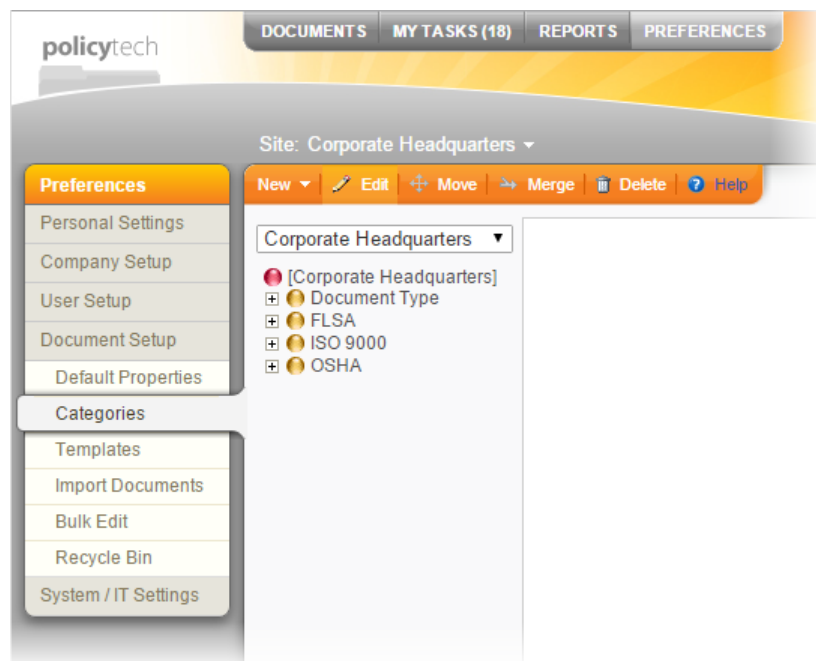 policytech
DOCUMENTS MY TASKS (18) REPORTS PREFERENCES
Site: Corporate Headquarters
Preferences
Personal Settings
Company Setup
User Setup
Document Setup
Default Properties
Categories
Templates
Import Documents
Bulk Edit
Recycle Bin
System / IT Settings
New Edit Move Merge Delete Help
Corporate Headquarters
[Corporate Headquarters]
Document Type
FLSA
ISO 9000
OSHA